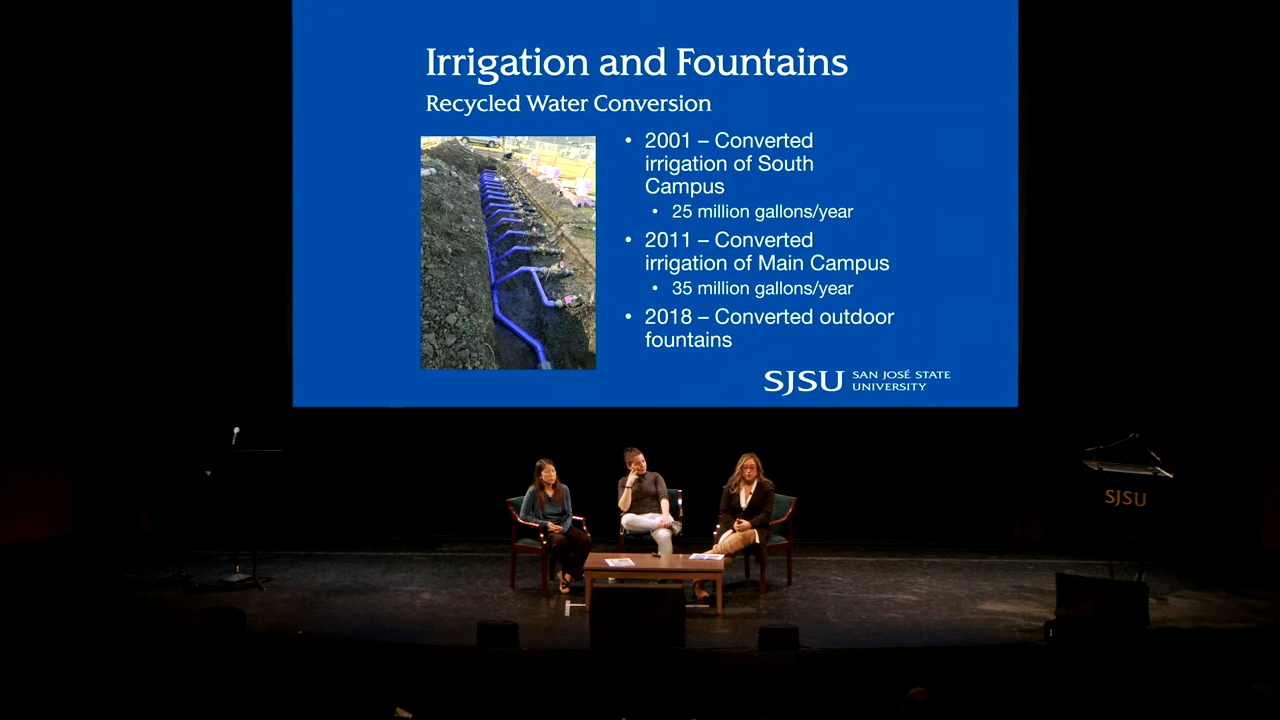 Irrigation and Fountains
Recycled Water Conversion
• 2001 – Converted
irrigation of South
Campus
• 25 million gallons/year
• 2011 – Converted
irrigation of Main Campus
• 35 million gallons/year
• 2018 – Converted outdoor
fountains
SJSU SAN JOSÉ STATE
UNIVERSITY
SJSU